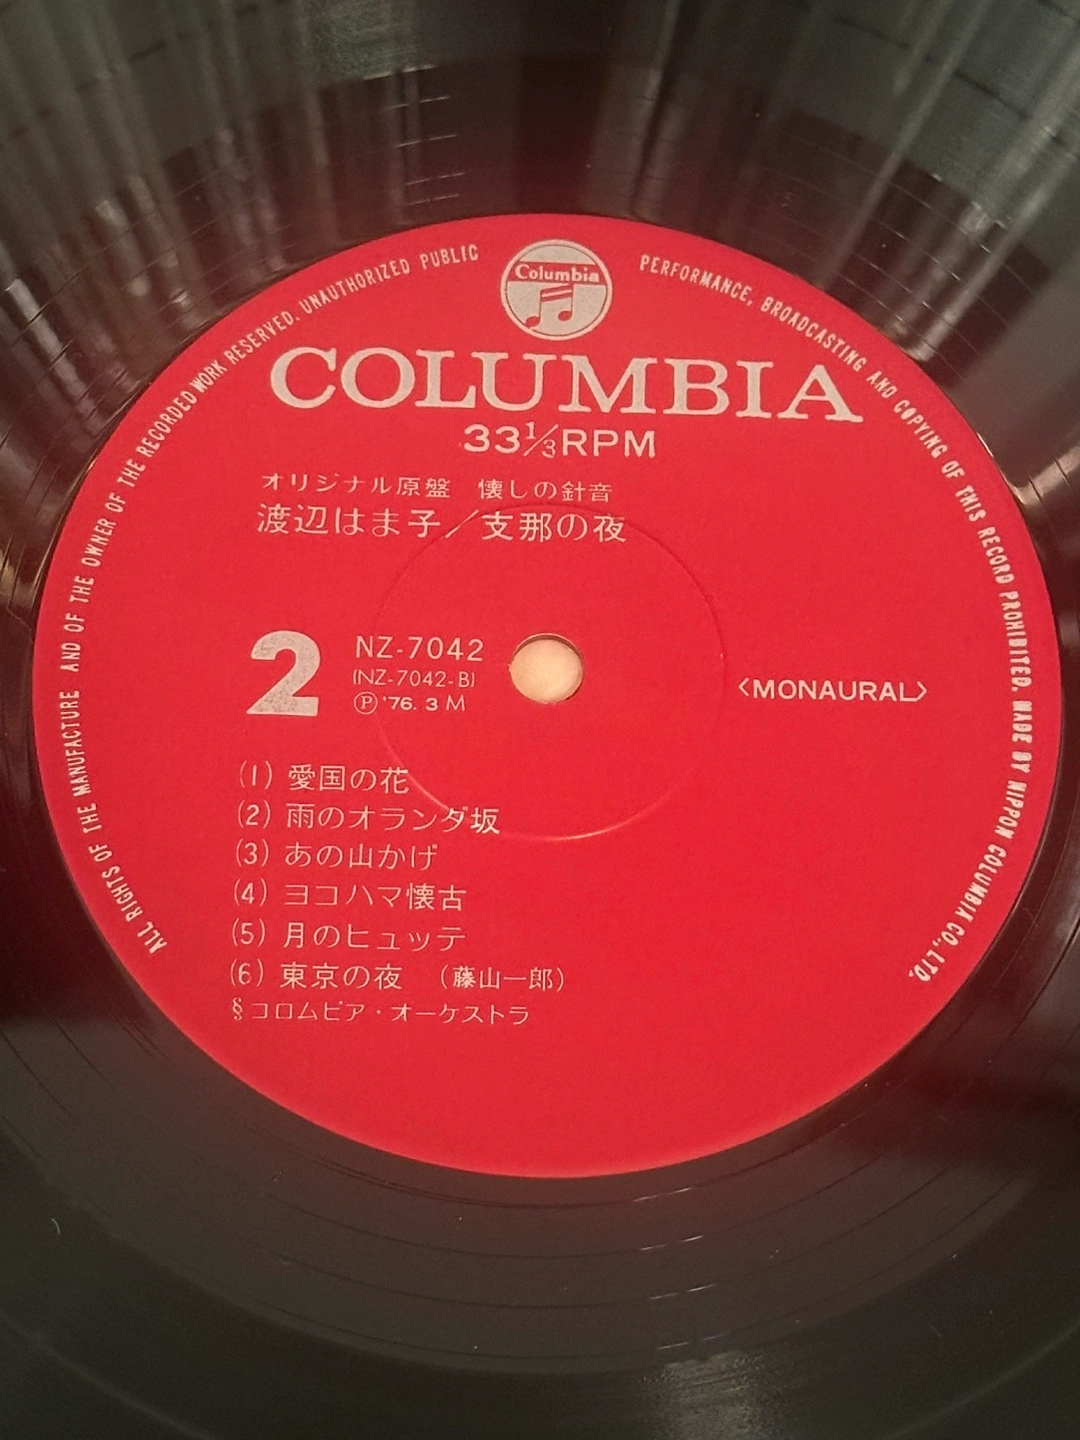 ALL RIGHTS OF THE MANUFACTURE AND OF THE OWNER OF THE RECORDED WORK RESERVED. UNAUTHORIZED PUBLIC PERFORMANCE, BROADCASTING AND COPYING OF THIS RECORD PROHIBITED. MADE BY NIPPON COLUMBIA CO., LTD.
Columbia
COLUMBIA
33⅓RPM
オリジナル原盤 懐しの針音
渡辺はま子／支那の夜
2
NZ-7042
(NZ-7042-B)
Ⓟ'76. 3 M
<MONAURAL>
(1) 愛国の花
(2) 雨のオランダ坂
(3) あの山かげ
(4) ヨコハマ懐古
(5) 月のヒュッテ
(6) 東京の夜 （藤山一郎）
§コロムビア・オーケストラ